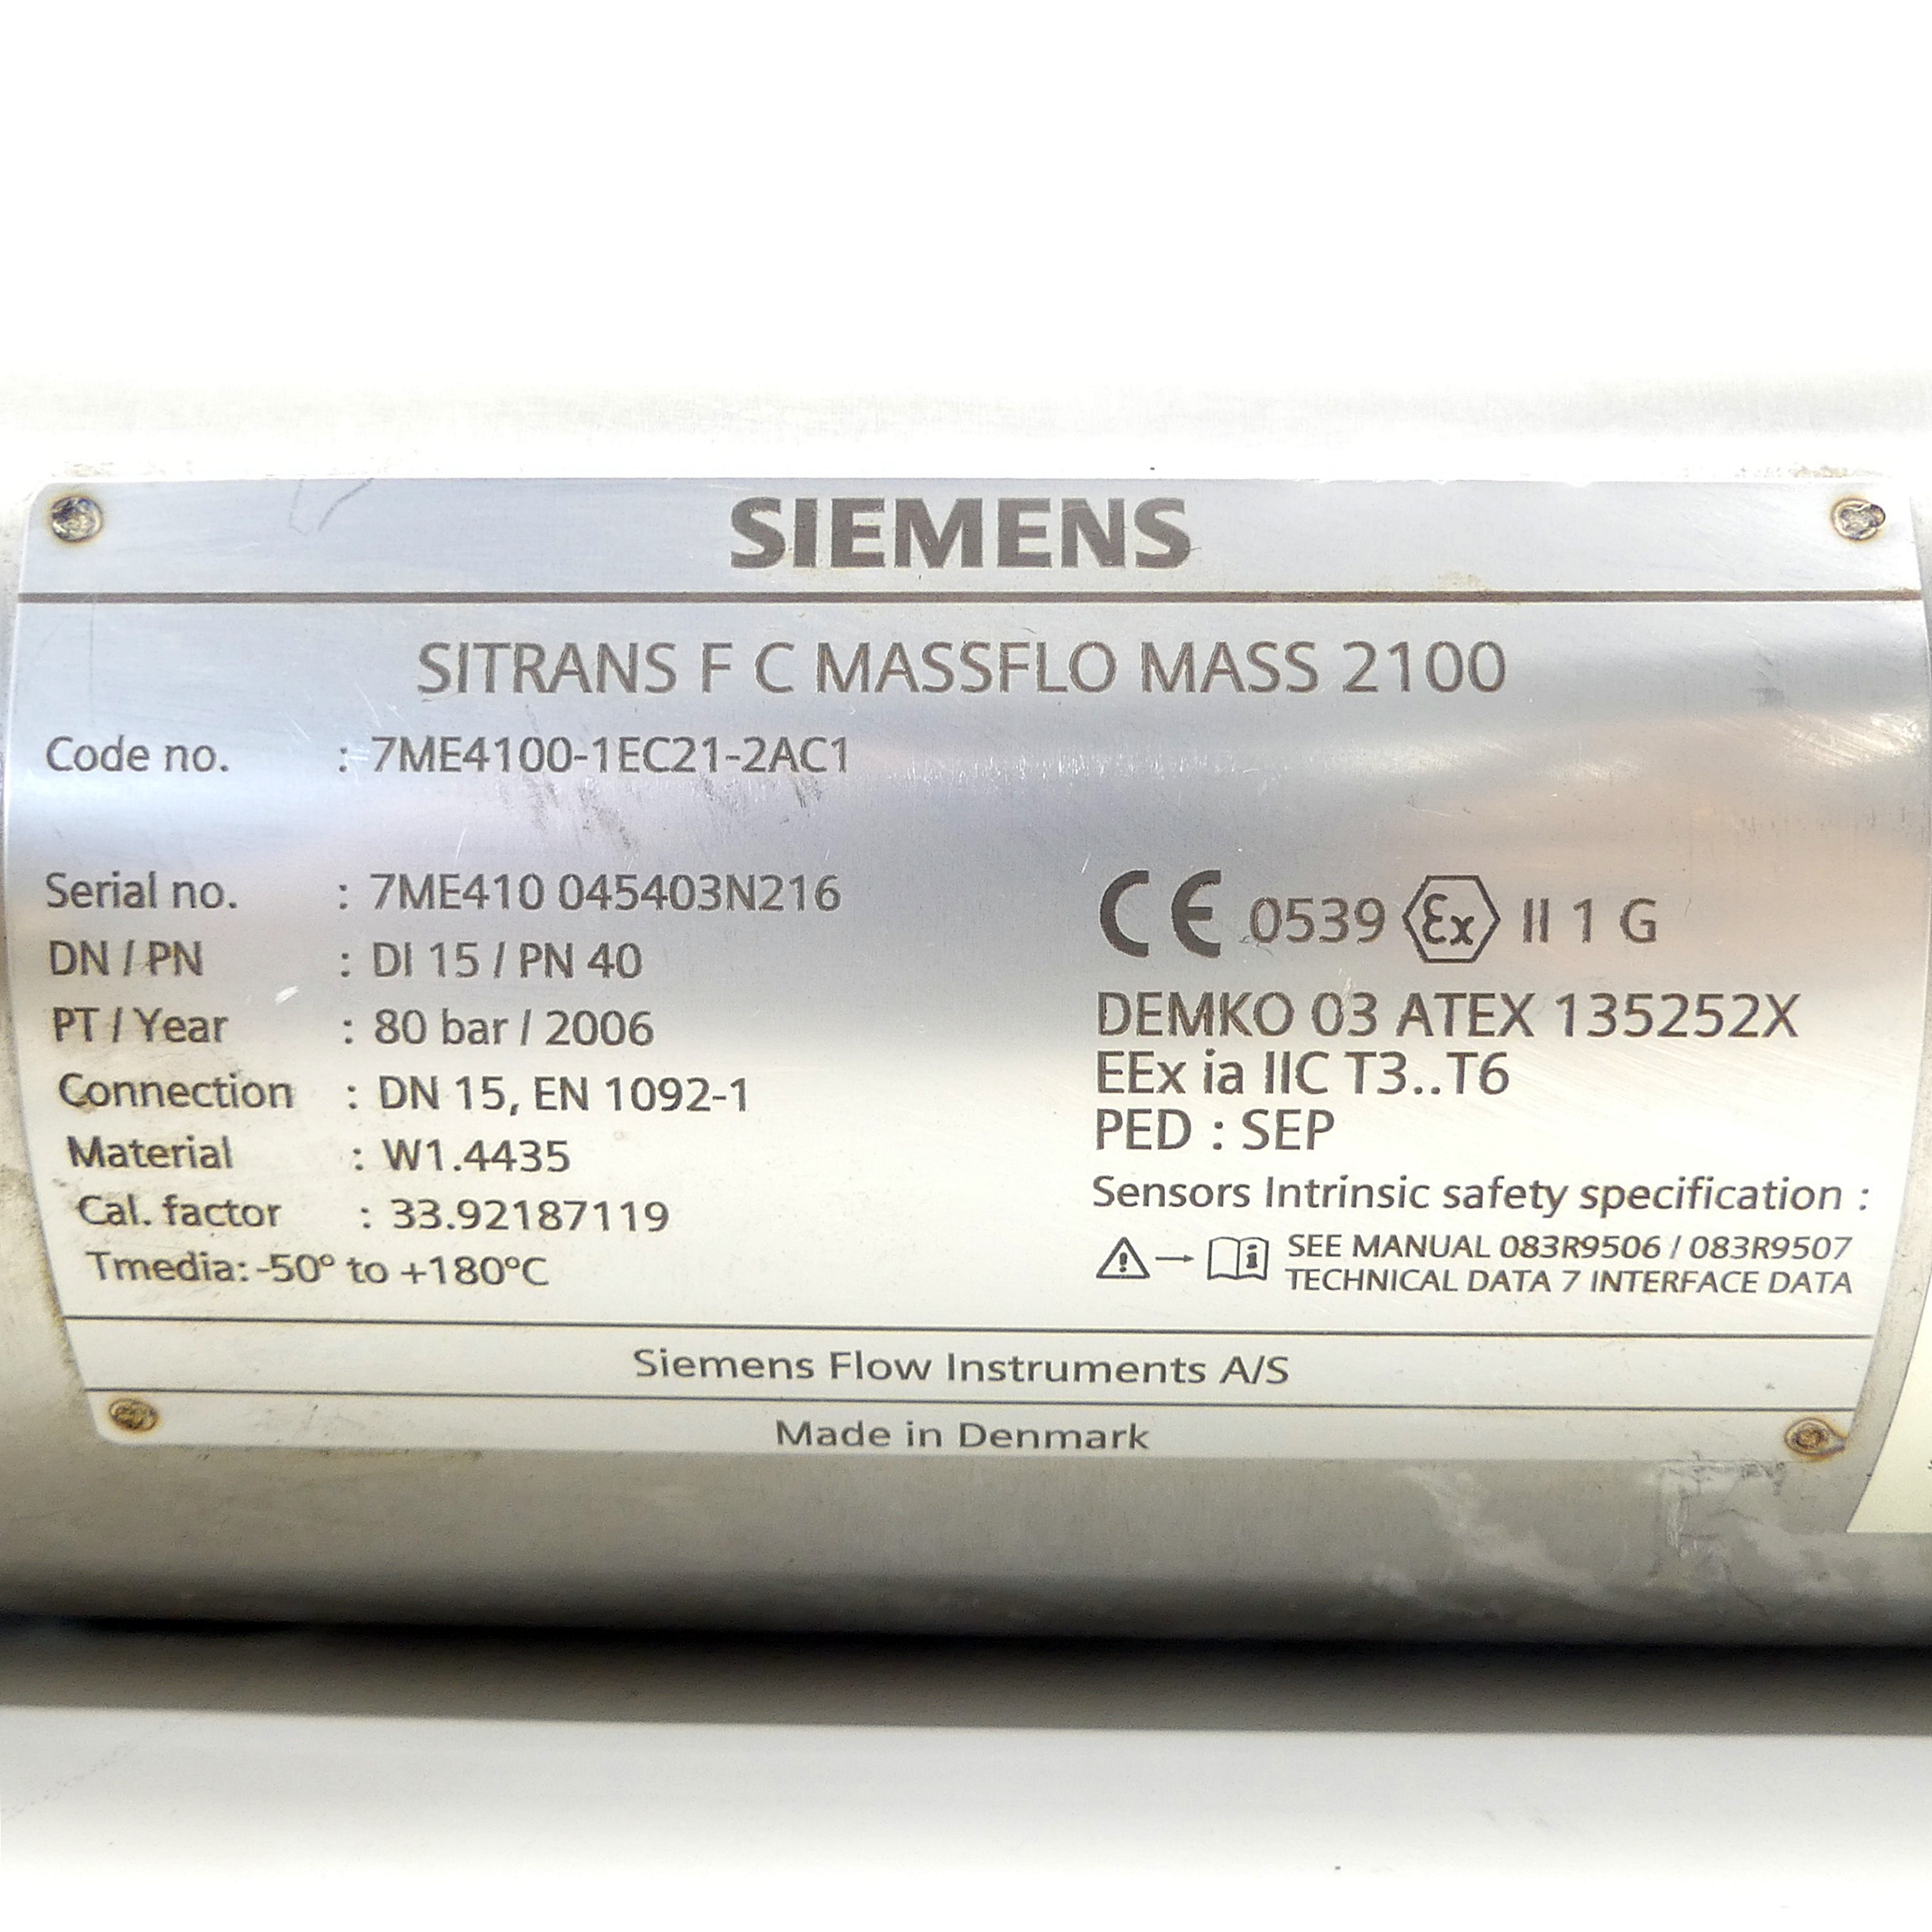 SIEMENS
SITRANS F C MASSFLO MASS 2100
Code no. : 7ME4100-1EC21-2AC1
Serial no. : 7ME410 045403N216
DN / PN : DI 15 / PN 40
PT / Year : 80 bar / 2006
Connection : DN 15, EN 1092-1
Material : W1.4435
Cal. factor : 33.92187119
Tmedia: -50° to +180°C
CE 0539 Ex II 1 G
DEMKO 03 ATEX 135252X
EEx ia IIC T3..T6
PED : SEP
Sensors Intrinsic safety specification :
SEE MANUAL 083R9506 / 083R9507
TECHNICAL DATA 7 INTERFACE DATA
Siemens Flow Instruments A/S
Made in Denmark